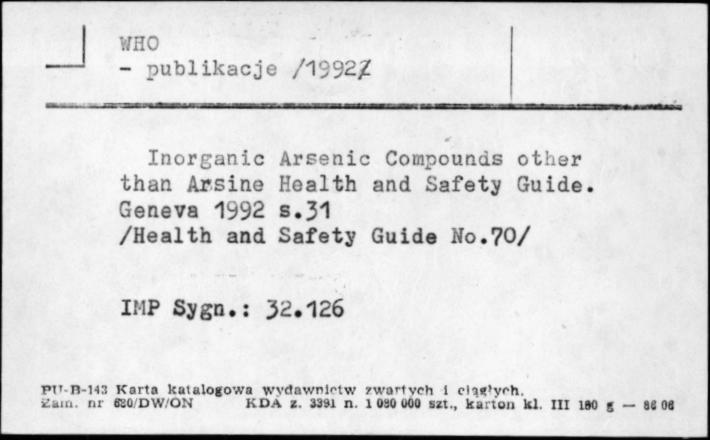 WHO
- publikacje /1992/
Inorganic Arsenic Compounds other
than Arsine Health and Safety Guide.
Geneva 1992 s.31
/Health and Safety Guide No.70/
IMP Sygn.: 32.126
PU-B-143 Karta katalogowa wydawnictw zwartych i ciągłych.
Zam. nr 620/DW/ON KDA z. 3391 n. 1 080 000 szt., karton kl. III 180 g — 86 06